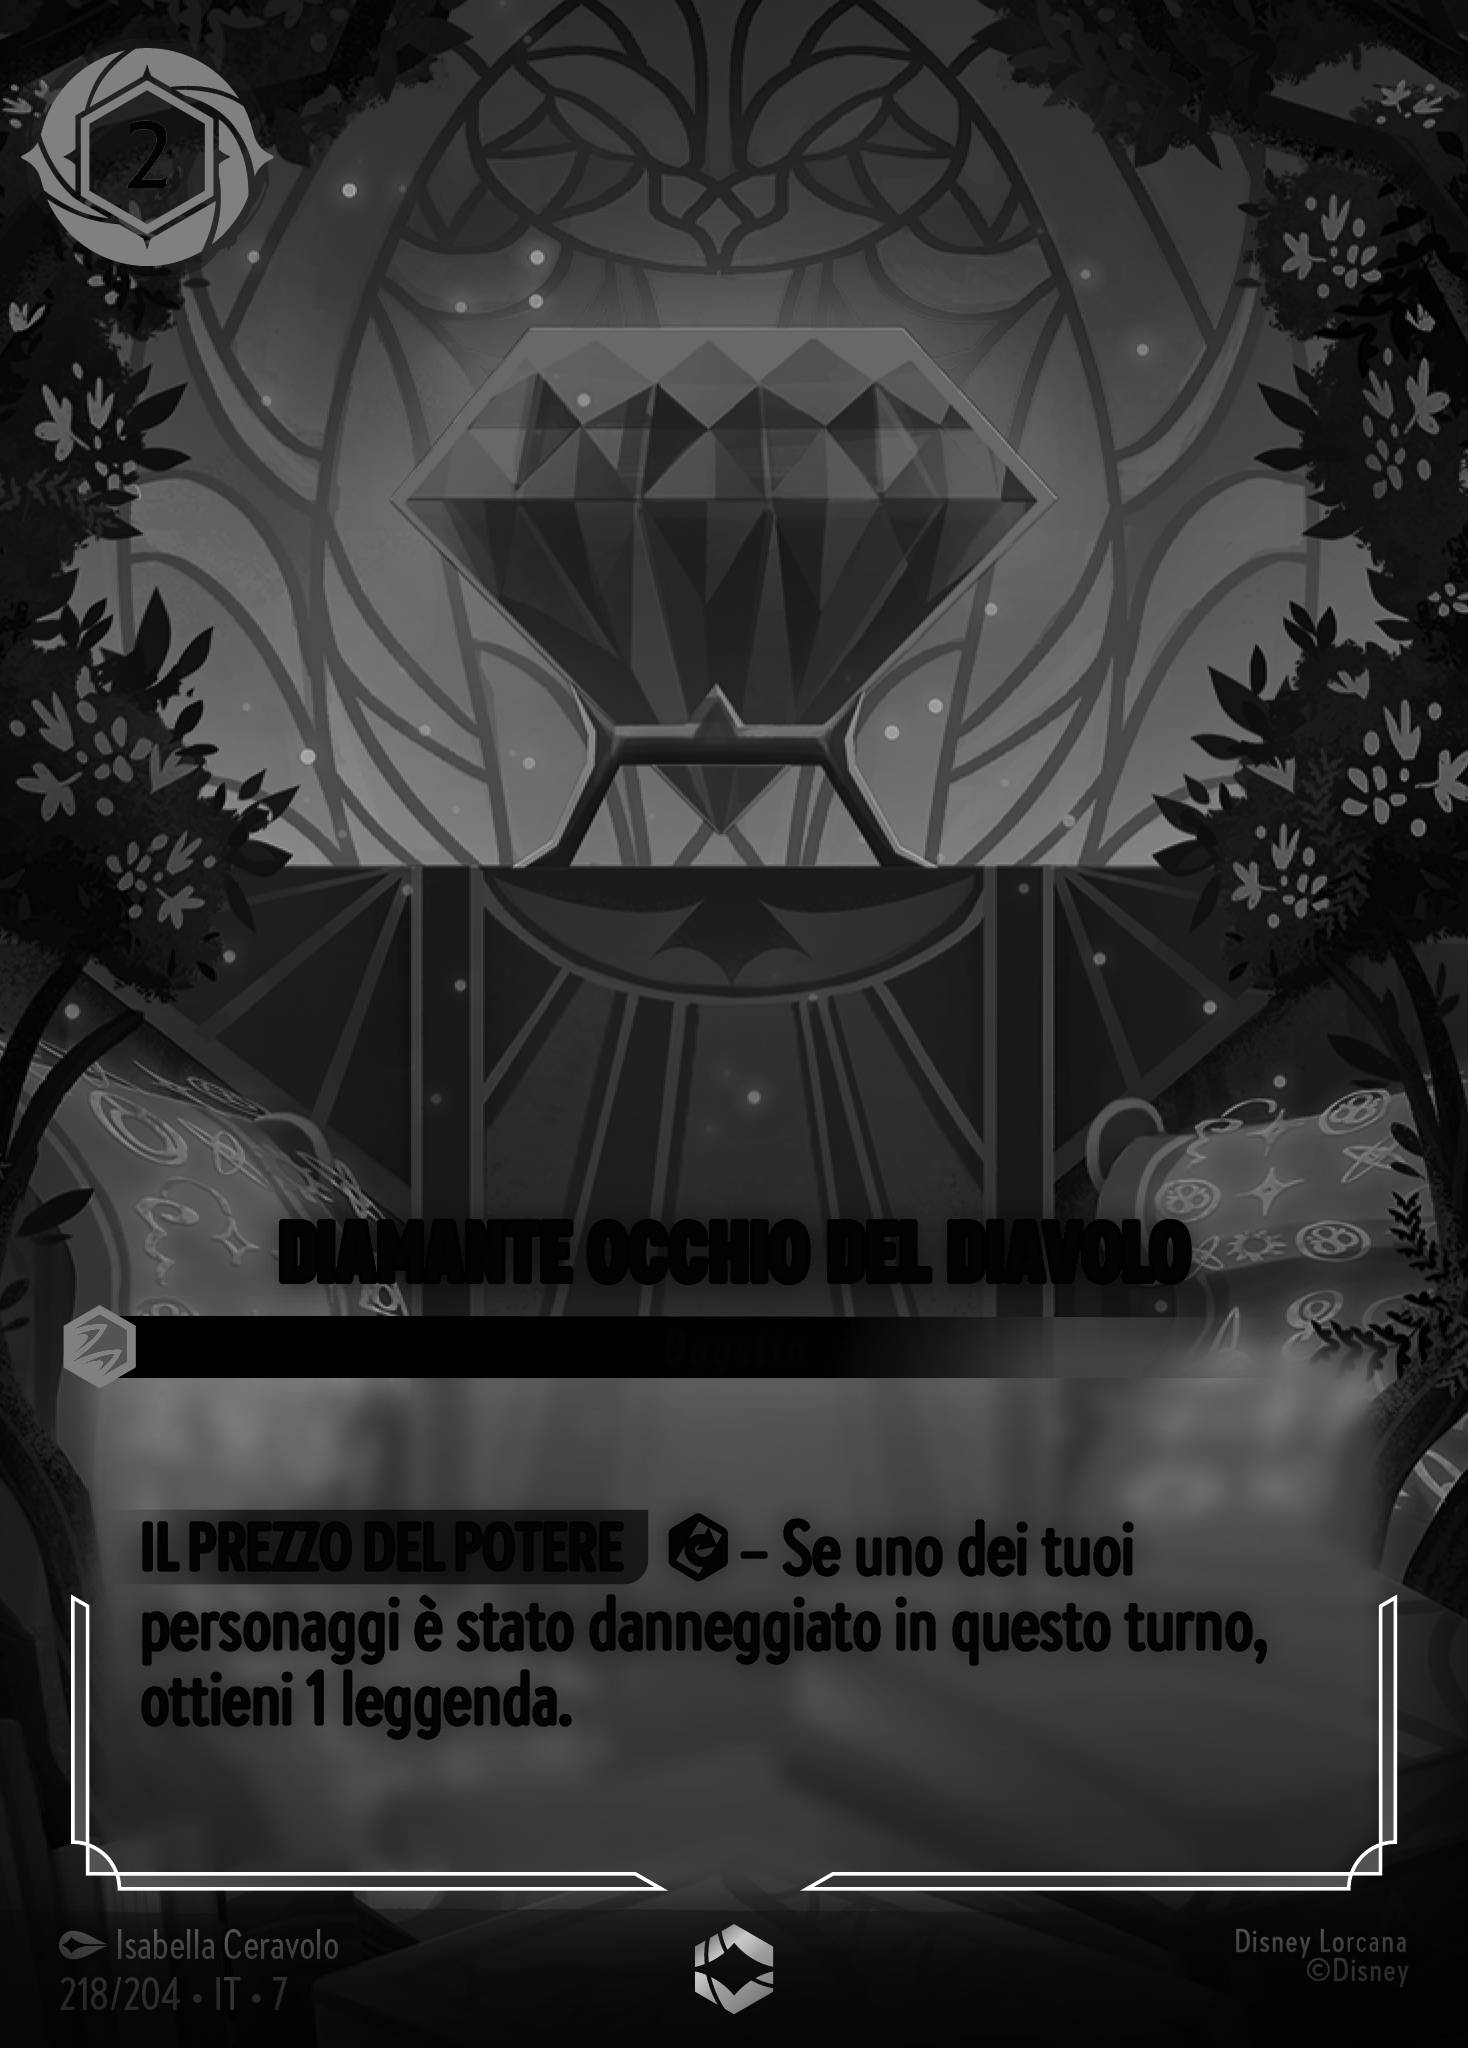 2
DIAMANTE OCCHIO DEL DIAVOLO
Oggetto
IL PREZZO DEL POTERE – Se uno dei tuoi
personaggi è stato danneggiato in questo turno,
ottieni 1 leggenda.
Isabella Ceravolo
218/204 • IT • 7
Disney Lorcana
©Disney